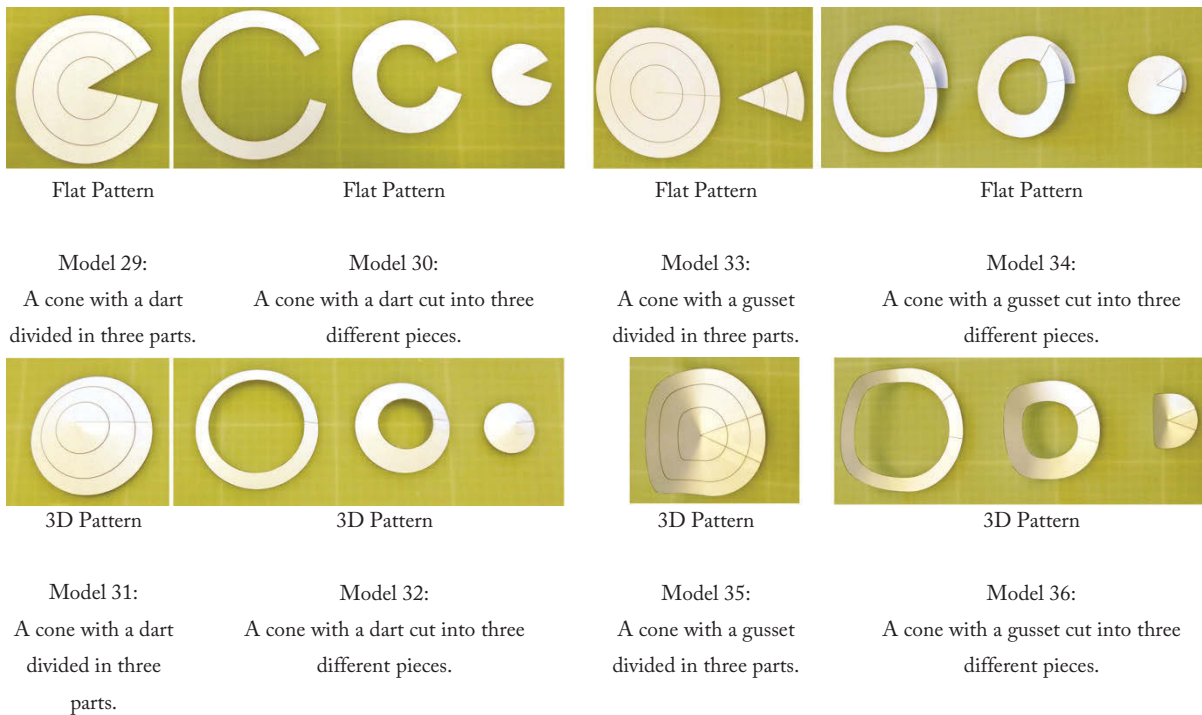 Flat Pattern
Flat Pattern
Flat Pattern
Flat Pattern
Model 29:
A cone with a dart
divided in three parts.
Model 30:
A cone with a dart cut into three
different pieces.
Model 33:
A cone with a gusset
divided in three parts.
Model 34:
A cone with a gusset cut into three
different pieces.
3D Pattern
3D Pattern
3D Pattern
3D Pattern
Model 31:
A cone with a dart
divided in three
parts.
Model 32:
A cone with a dart cut into three
different pieces.
Model 35:
A cone with a gusset
divided in three parts.
Model 36:
A cone with a gusset cut into three
different pieces.